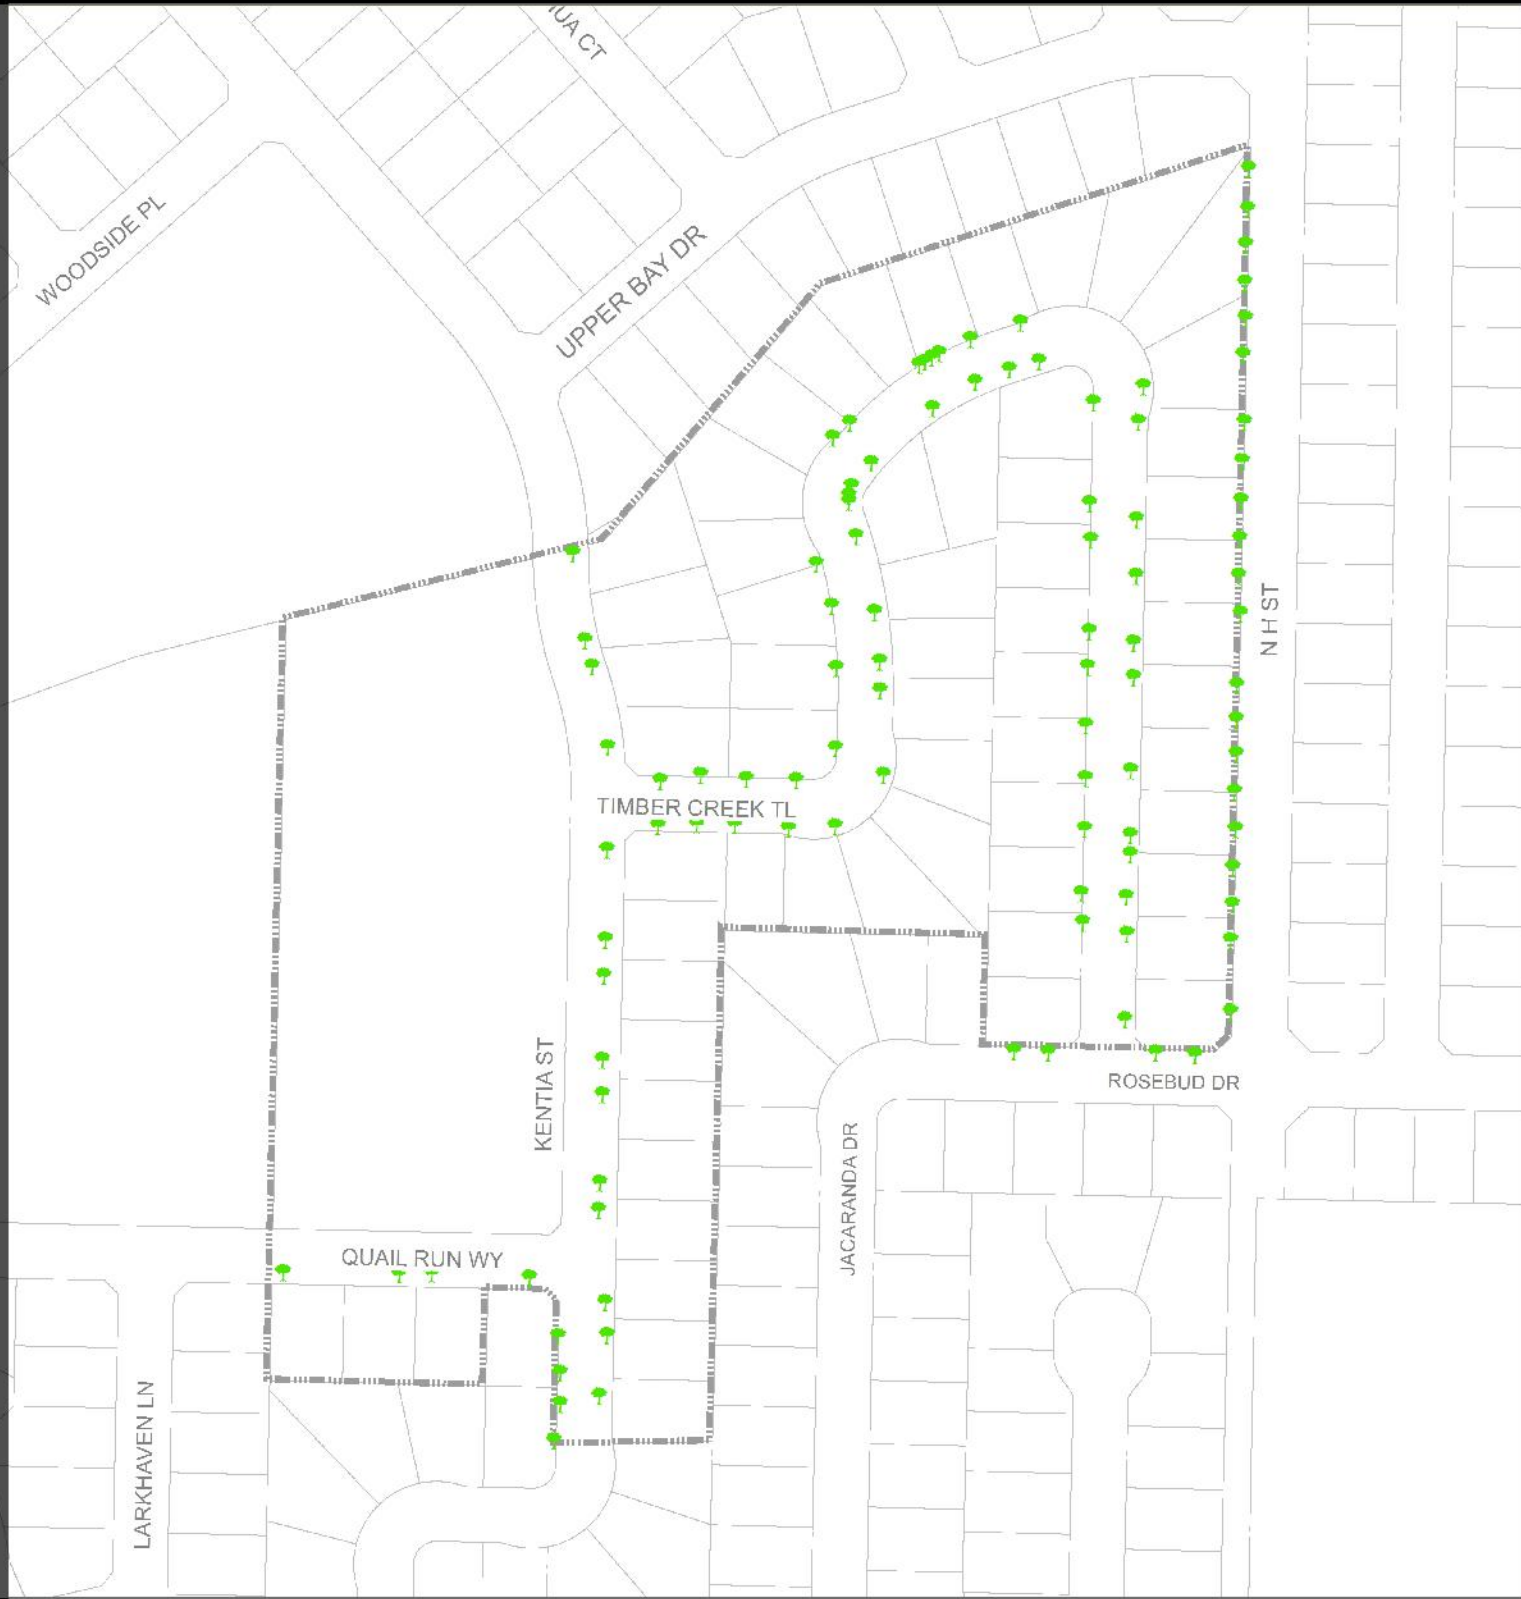 UA CT
WOODSIDE PL
UPPER BAY DR
N H ST
TIMBER CREEK TL
KENTIA ST
ROSEBUD DR
JACARANDA DR
QUAIL RUN WY
LARKHAVEN LN